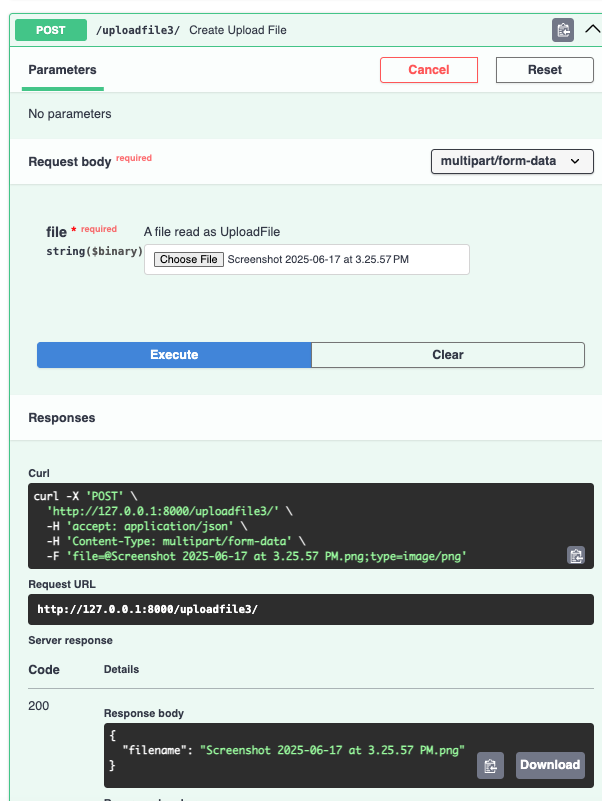 POST /uploadfile3/ Create Upload File
Parameters Cancel Reset
No parameters
Request body required multipart/form-data
file * required A file read as UploadFile
string($binary)
Choose File Screenshot 2025-06-17 at 3.25.57 PM
Execute Clear
Responses
Curl
curl -X 'POST' \
'http://127.0.0.1:8000/uploadfile3/' \
-H 'accept: application/json' \
-H 'Content-Type: multipart/form-data' \
-F 'file=@Screenshot 2025-06-17 at 3.25.57 PM.png;type=image/png'
Request URL
http://127.0.0.1:8000/uploadfile3/
Server response
Code Details
200
Response body
{
"filename": "Screenshot 2025-06-17 at 3.25.57 PM.png"
}
Download